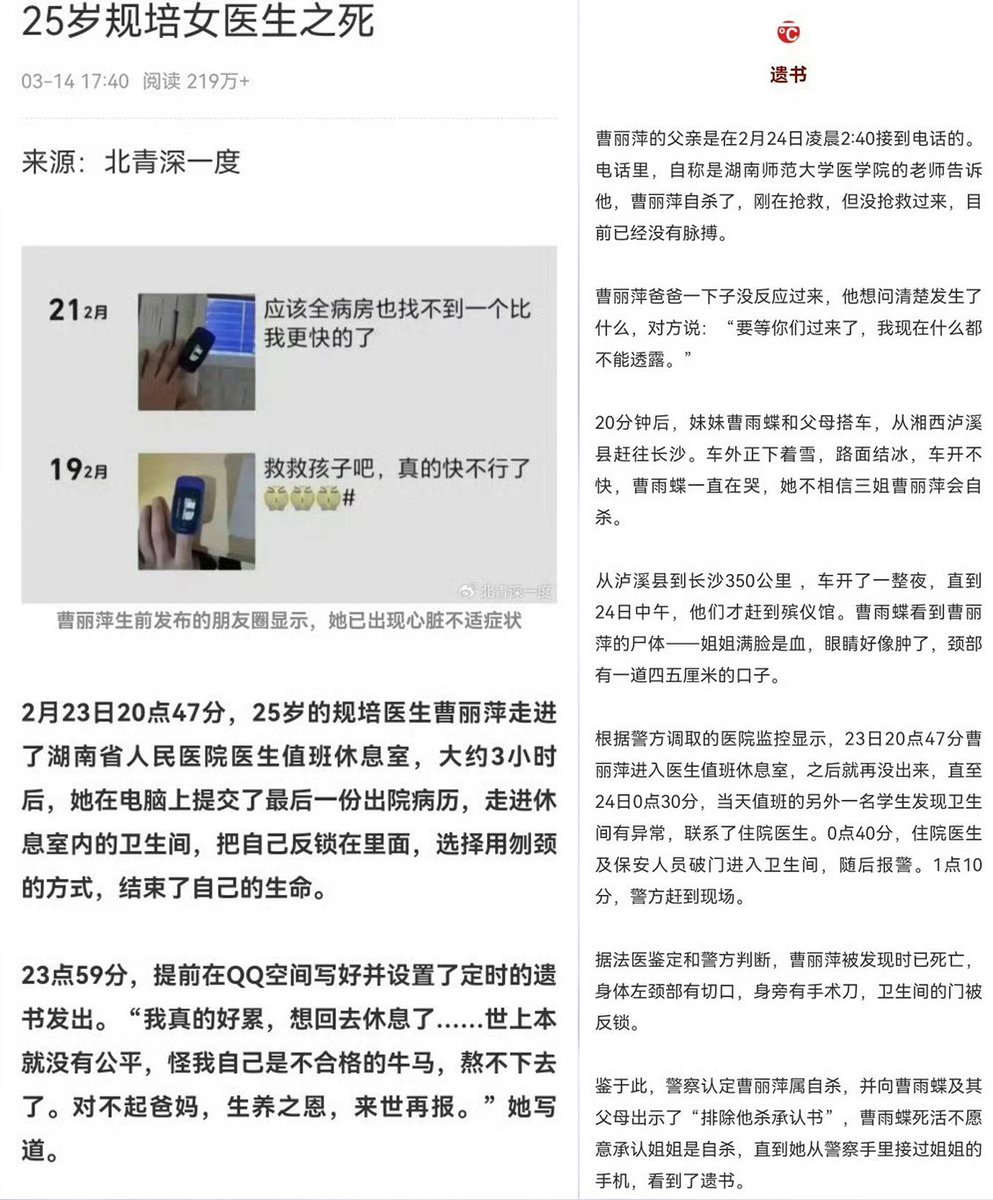 25岁规培女医生之死
03-14 17:40 阅读 219万+
来源：北青深一度
21 2月
应该全病房也找不到一个比
我更快的了
19 2月
救救孩子吧，真的快不行了
#
北青深一度
曹丽萍生前发布的朋友圈显示，她已出现心脏不适症状
2月23日20点47分，25岁的规培医生曹丽萍走进
了湖南省人民医院医生值班休息室，大约3小时
后，她在电脑上提交了最后一份出院病历，走进休
息室内的卫生间，把自己反锁在里面，选择用刎颈
的方式，结束了自己的生命。
23点59分，提前在QQ空间写好并设置了定时的遗
书发出。“我真的好累，想回去休息了……世上本
就没有公平，怪我自己是不合格的牛马，熬不下去
了。对不起爸妈，生养之恩，来世再报。”她写
道。
℃
遗书
曹丽萍的父亲是在2月24日凌晨2:40接到电话的。
电话里，自称是湖南师范大学医学院的老师告诉
他，曹丽萍自杀了，刚在抢救，但没抢救过来，目
前已经没有脉搏。
曹丽萍爸爸一下子没反应过来，他想问清楚发生了
什么，对方说：“要等你们过来了，我现在什么都
不能透露。”
20分钟后，妹妹曹雨蝶和父母搭车，从湘西泸溪
县赶往长沙。车外正下着雪，路面结冰，车开不
快，曹雨蝶一直在哭，她不相信三姐曹丽萍会自
杀。
从泸溪县到长沙350公里，车开了一整夜，直到
24日中午，他们才赶到殡仪馆。曹雨蝶看到曹丽
萍的尸体——姐姐满脸是血，眼睛好像肿了，颈部
有一道四五厘米的口子。
根据警方调取的医院监控显示，23日20点47分曹
丽萍进入医生值班休息室，之后就再没出来，直至
24日0点30分，当天值班的另外一名学生发现卫生
间有异常，联系了住院医生。0点40分，住院医生
及保安人员破门进入卫生间，随后报警。1点10
分，警方赶到现场。
据法医鉴定和警方判断，曹丽萍被发现时已死亡，
身体左颈部有切口，身旁有手术刀，卫生间的门被
反锁。
鉴于此，警察认定曹丽萍属自杀，并向曹雨蝶及其
父母出示了“排除他杀承认书”，曹雨蝶死活不愿
意承认姐姐是自杀，直到她从警察手里接过姐姐的
手机，看到了遗书。